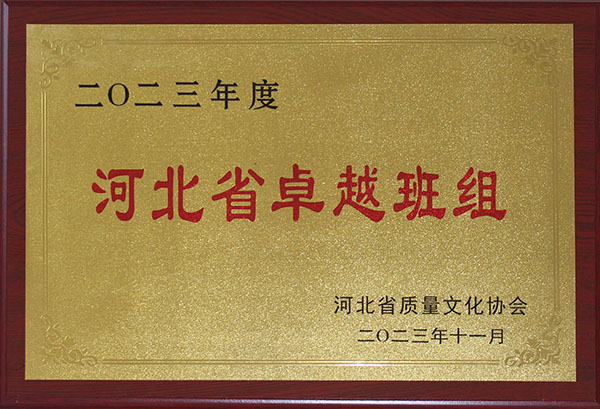 二〇二三年度
河北省卓越班组
河北省质量文化协会
二〇二三年十一月